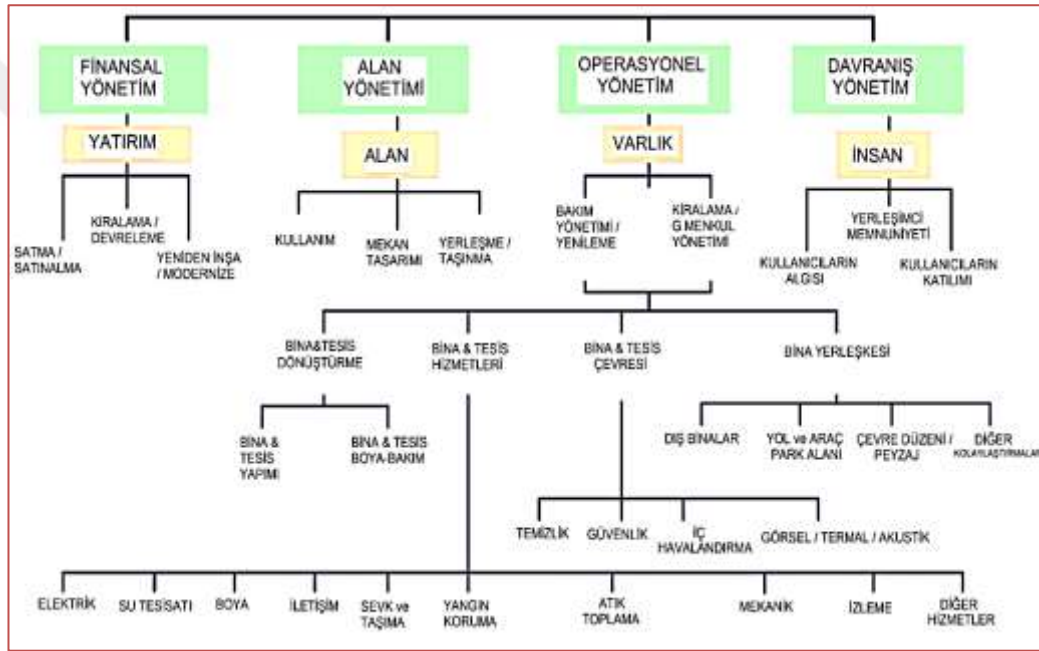 FİNANSAL
YÖNETİM
ALAN
YÖNETİMİ
OPERASYONEL
YÖNETİM
DAVRANIŞ
YÖNETİM
YATIRIM
ALAN
VARLIK
İNSAN
SATMA /
SATINALMA
KIRALAMA /
DEVRELEME
YENİDEN İNŞA
/ MODERNIZE
KULLANIM
MEKAN
TASARIMI
YERLEŞME /
TAŞINMA
BAKIM
YÖNETİMİ /
YENİLEME
KİRALAMA /
G.MENKUL
YÖNETİMİ
KULLANICILARIN
ALGISI
YERLEŞİMCİ
MEMNUNİYETİ
KULLANICILARIN
KATILIMI
BİNA&TESİS
DÖNÜŞTÜRME
BİNA & TESİS
HİZMETLERİ
BİNA & TESİS
ÇEVRESİ
BİNA YERLEŞKESİ
BİNA &
TESİS
YAPIMI
BİNA & TESİS
BOYA-BAKIM
DIŞ BİNALAR
YOL ve ARAÇ
PARK ALANI
ÇEVRE DÜZENİ /
PEYZAJ
DİĞER
KOLAYLAŞTIRMALAR
TEMİZLİK
GÜVENLİK
İÇ
HAVALANDIRMA
GÖRSEL / TERMAL / AKUSTİK
ELEKTRİK
SU TESİSATI
BOYA
İLETİŞİM
SEVK ve
TAŞIMA
YANGIN
KORUMA
ATIK
TOPLAMA
MEKANİK
İZLEME
DİĞER
HİZMETLER